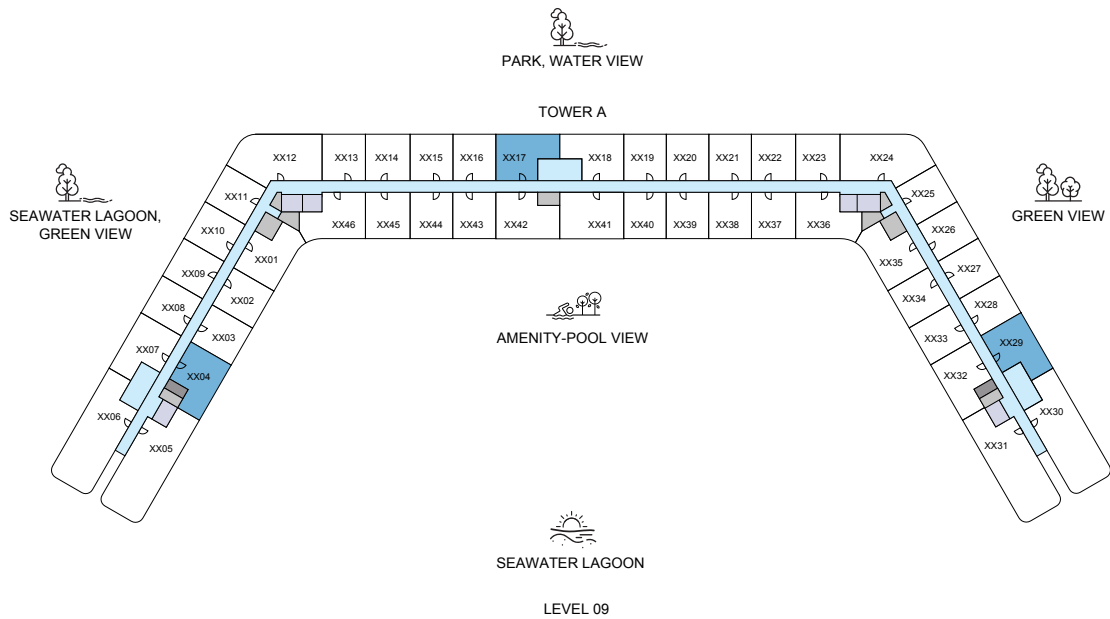 PARK, WATER VIEW
TOWER A
SEAWATER LAGOON,
GREEN VIEW
GREEN VIEW
XX12 XX13 XX14 XX15 XX16 XX17 XX18 XX19 XX20 XX21 XX22 XX23 XX24
XX11 XX25
XX46 XX45 XX44 XX43 XX42 XX41 XX40 XX39 XX38 XX37 XX36
XX10 XX26
XX01 XX35
XX09 XX27
XX02 XX34
XX08 XX28
XX03 XX33
XX07 XX29
XX04 XX32
XX06 XX30
XX05 XX31
AMENITY-POOL VIEW
SEAWATER LAGOON
LEVEL 09